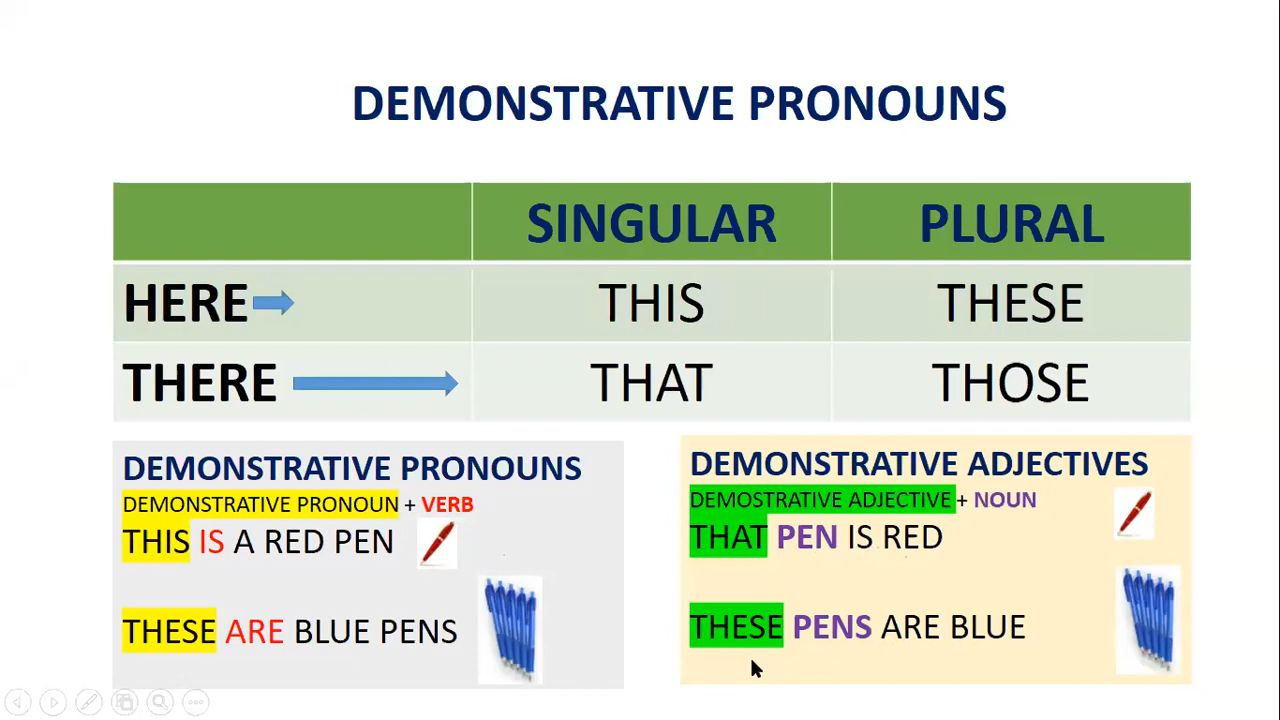 DEMONSTRATIVE PRONOUNS
SINGULAR PLURAL
HERE THIS THESE
THERE THAT THOSE
DEMONSTRATIVE PRONOUNS
DEMONSTRATIVE PRONOUN + VERB
THIS IS A RED PEN
THESE ARE BLUE PENS
DEMONSTRATIVE ADJECTIVES
DEMOSTRATIVE ADJECTIVE + NOUN
THAT PEN IS RED
THESE PENS ARE BLUE